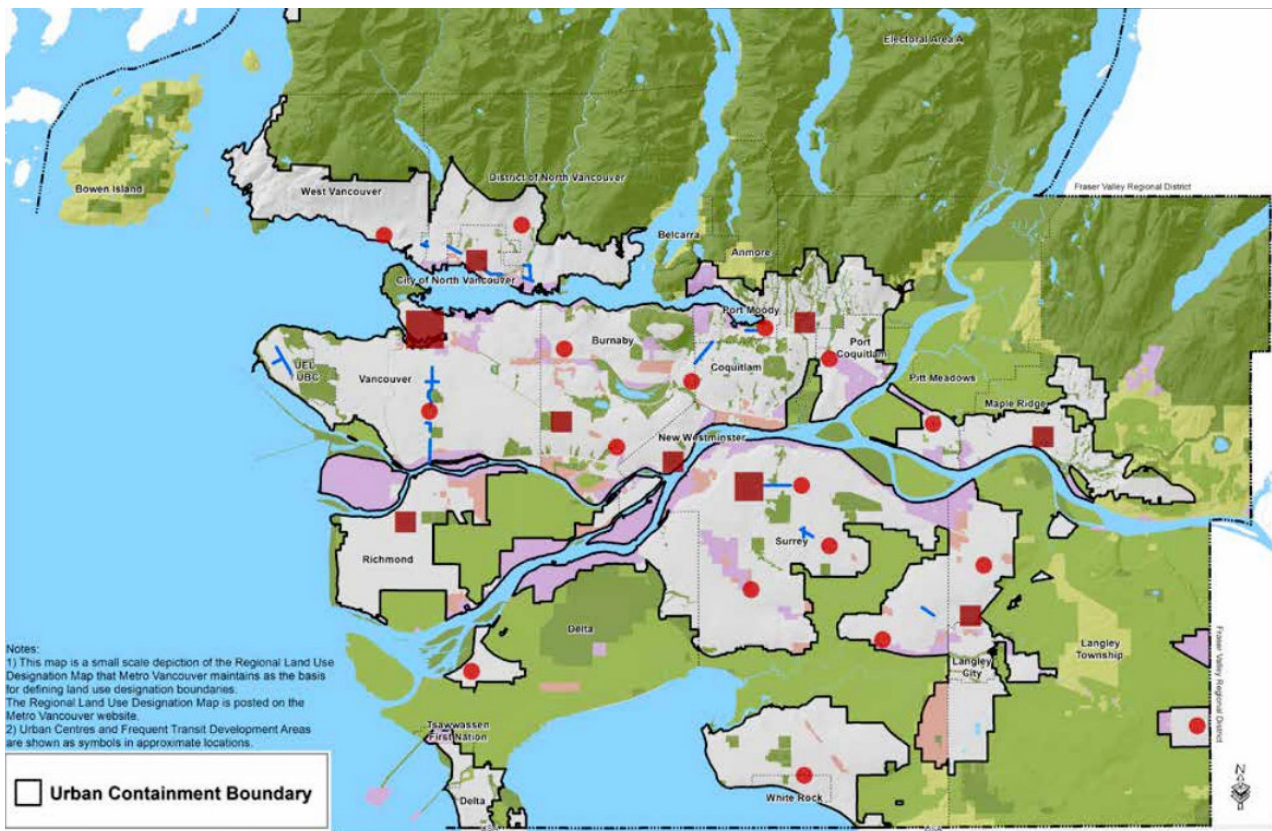 Electoral Area A
Bowen Island
West Vancouver
District of North Vancouver
Fraser Valley Regional District
Belcarra
Anmore
City of North Vancouver
Port Moody
Burnaby
Port
Coquitlam
Coquitlam
UEL
UBC
Vancouver
Pitt Meadows
Maple Ridge
New Westminster
Surrey
Richmond
Delta
Langley
Township
Langley
City
Fraser Valley Regional District
Notes:
1) This map is a small scale depiction of the Regional Land Use
Designation Map that Metro Vancouver maintains as the basis
for defining land use designation boundaries.
The Regional Land Use Designation Map is posted on the
Metro Vancouver website.
2) Urban Centres and Frequent Transit Development Areas
are shown as symbols in approximate locations.
Tsawwassen
First Nation
Delta
White Rock
N
Urban Containment Boundary